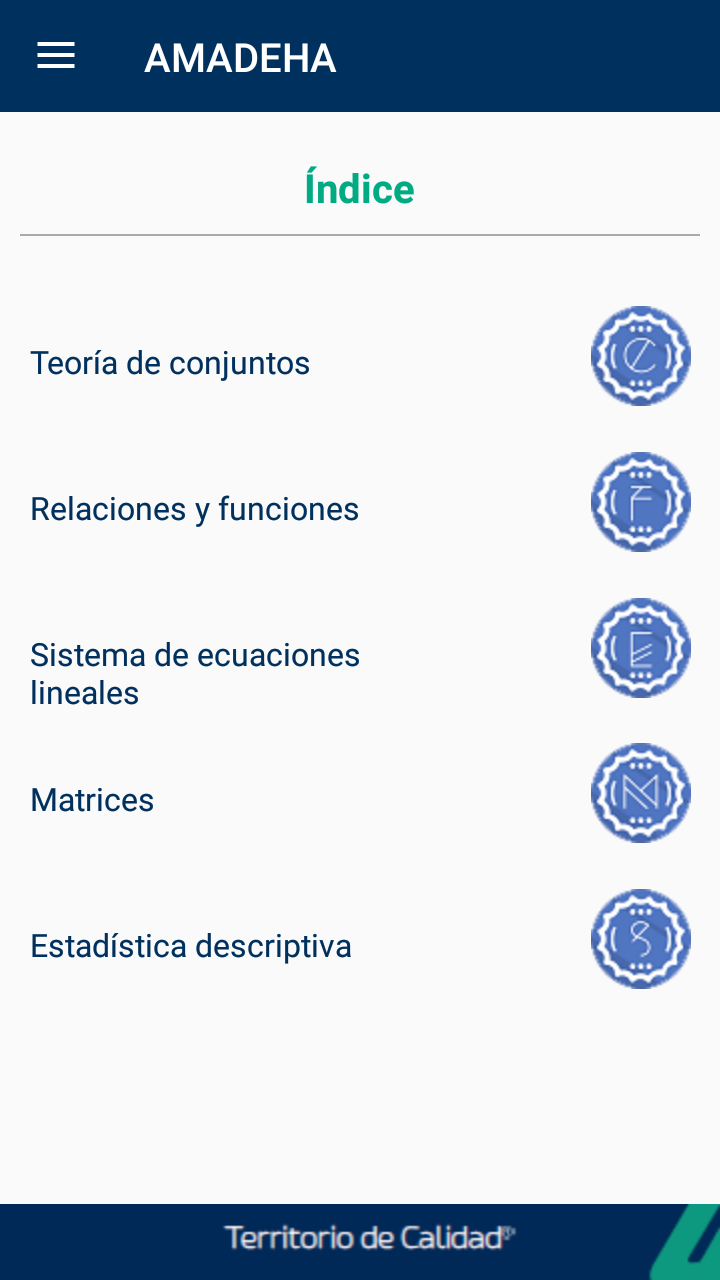 AMADEHA
Índice
Teoría de conjuntos
C
Relaciones y funciones
F
Sistema de ecuaciones
lineales
E
Matrices
M
Estadística descriptiva
S
Territorio de Calidad®